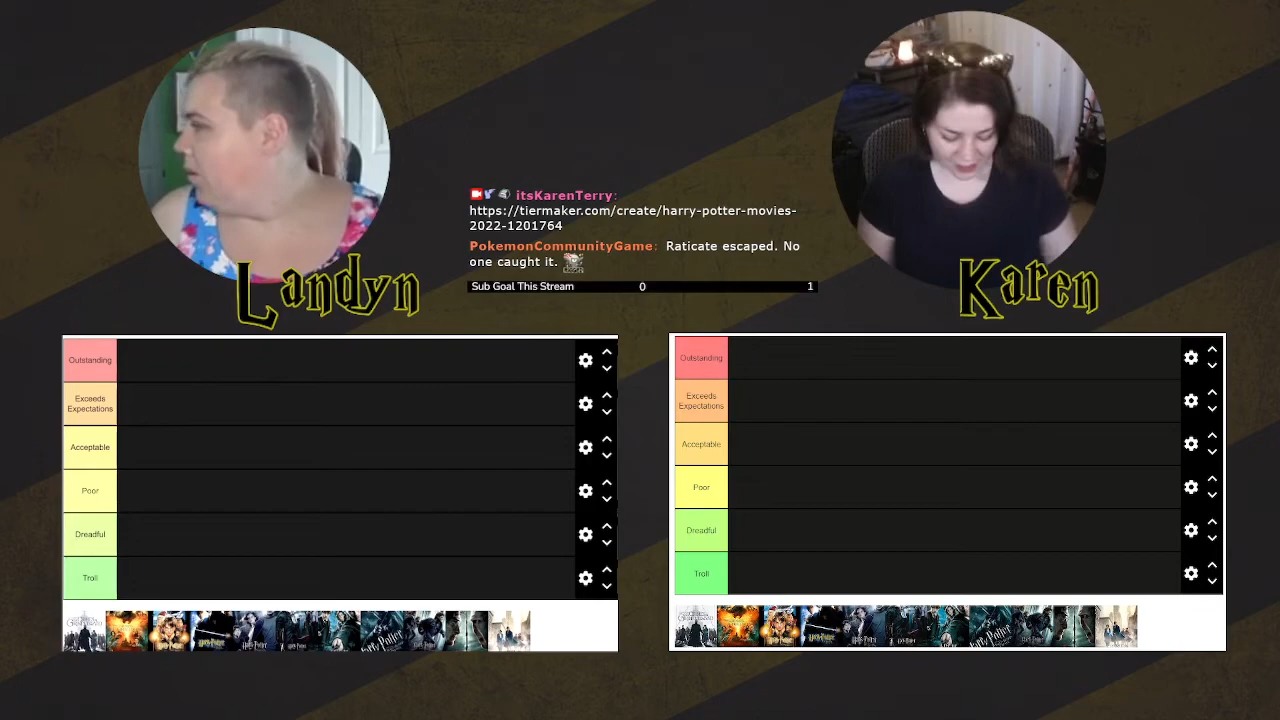 itsKarenTerry:
https://tiermaker.com/create/harry-potter-movies-
2022-1201764
PokemonCommunityGame: Raticate escaped. No
one caught it.
Sub Goal This Stream 0 1
Landyn
Karen
Outstanding
Exceeds
Expectations
Acceptable
Poor
Dreadful
Troll
Outstanding
Exceeds
Expectations
Acceptable
Poor
Dreadful
Troll